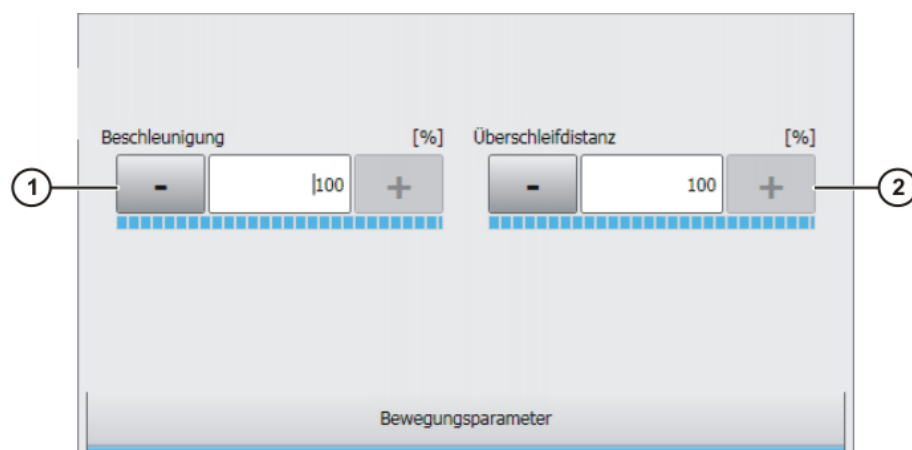 Beschleunigung [%] Überschleifdistanz [%]
1 - 100 + - 100 + 2
Bewegungsparameter